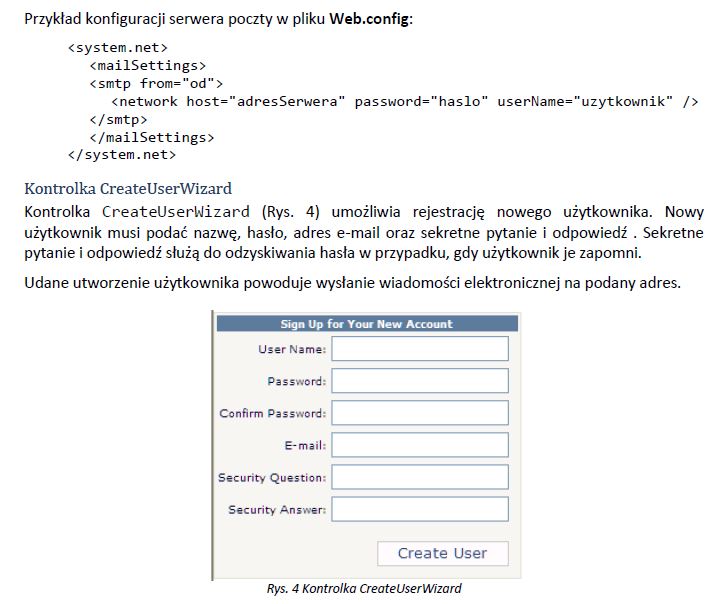 Przykład konfiguracji serwera poczty w pliku Web.config:
<system.net>
<mailSettings>
<smtp from="od">
<network host="adresSerwera" password="haslo" userName="uzytkownik" />
</smtp>
</mailSettings>
</system.net>
Kontrolka CreateUserWizard
Kontrolka CreateUserWizard (Rys. 4) umożliwia rejestrację nowego użytkownika. Nowy
użytkownik musi podać nazwę, hasło, adres e-mail oraz sekretne pytanie i odpowiedź . Sekretne
pytanie i odpowiedź służą do odzyskiwania hasła w przypadku, gdy użytkownik je zapomni.
Udane utworzenie użytkownika powoduje wysłanie wiadomości elektronicznej na podany adres.
Sign Up for Your New Account
User Name:
Password:
Confirm Password:
E-mail:
Security Question:
Security Answer:
Create User
Rys. 4 Kontrolka CreateUserWizard